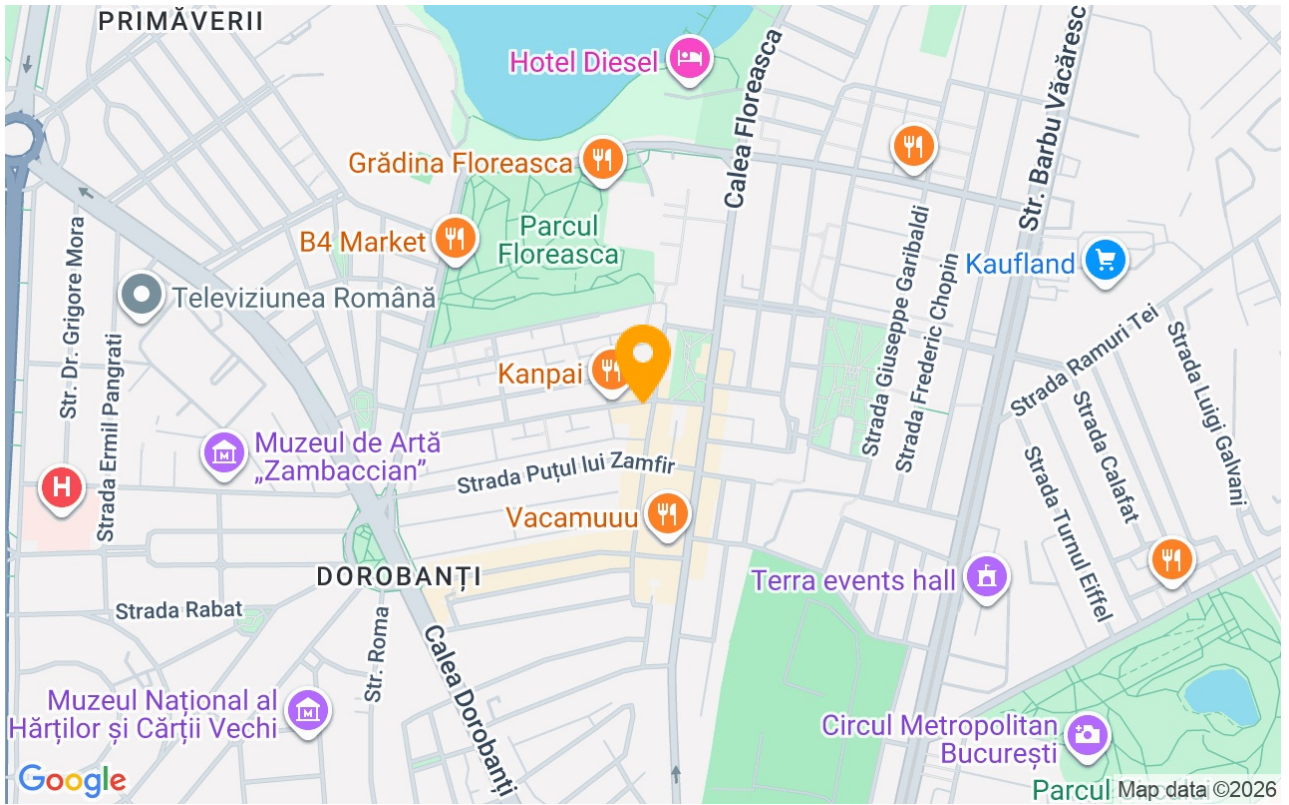 PRIMĂVERII
Hotel Diesel
Calea Floreasca
Str. Barbu Văcăresc
Grădina Floreasca
Parcul
Floreasca
B4 Market
Televiziunea Română
Str. Dr. Grigore Mora
Strada Ermil Pangrati
Kaufland
Strada Giuseppe Garibaldi
Strada Frederic Chopin
Strada Ramuri Tei
Strada Luigi Galvani
Strada Calafat
Strada Turnul Eiffel
Kanpai
Muzeul de Artă
„Zambaccian”
H
Strada Puțul lui Zamfir
Vacamuuu
DOROBANȚI
Terra events hall
Strada Rabat
Str. Roma
Calea Dorobanți
Muzeul Național al
Hărților și Cărții Vechi
Circul Metropolitan
București
Google
Parcul
Map data ©2026